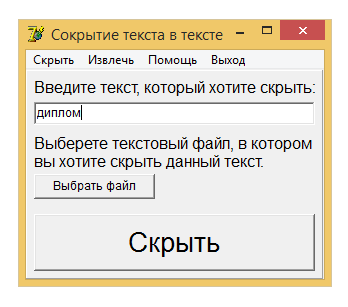 Сокрытие текста в тексте
Скрыть Извлечь Помощь Выход
Введите текст, который хотите скрыть:
диплом
Выберете текстовый файл, в котором
вы хотите скрыть данный текст.
Выбрать файл
Скрыть